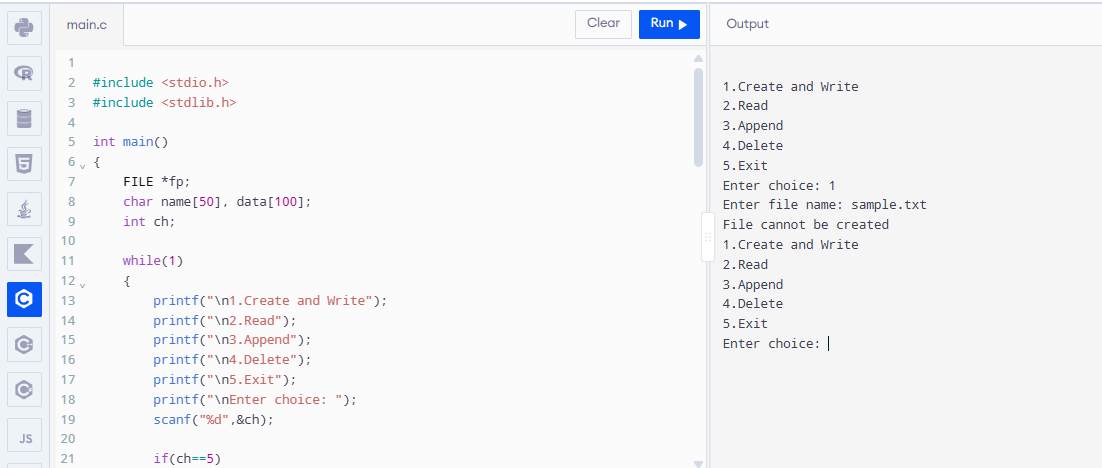 main.c
Clear
Run
Output
JS
1
2 #include <stdio.h>
3 #include <stdlib.h>
4
5 int main()
6 {
7     FILE *fp;
8     char name[50], data[100];
9     int ch;
10
11     while(1)
12     {
13         printf("\n1.Create and Write");
14         printf("\n2.Read");
15         printf("\n3.Append");
16         printf("\n4.Delete");
17         printf("\n5.Exit");
18         printf("\nEnter choice: ");
19         scanf("%d",&ch);
20
21         if(ch==5)
1.Create and Write
2.Read
3.Append
4.Delete
5.Exit
Enter choice: 1
Enter file name: sample.txt
File cannot be created
1.Create and Write
2.Read
3.Append
4.Delete
5.Exit
Enter choice: